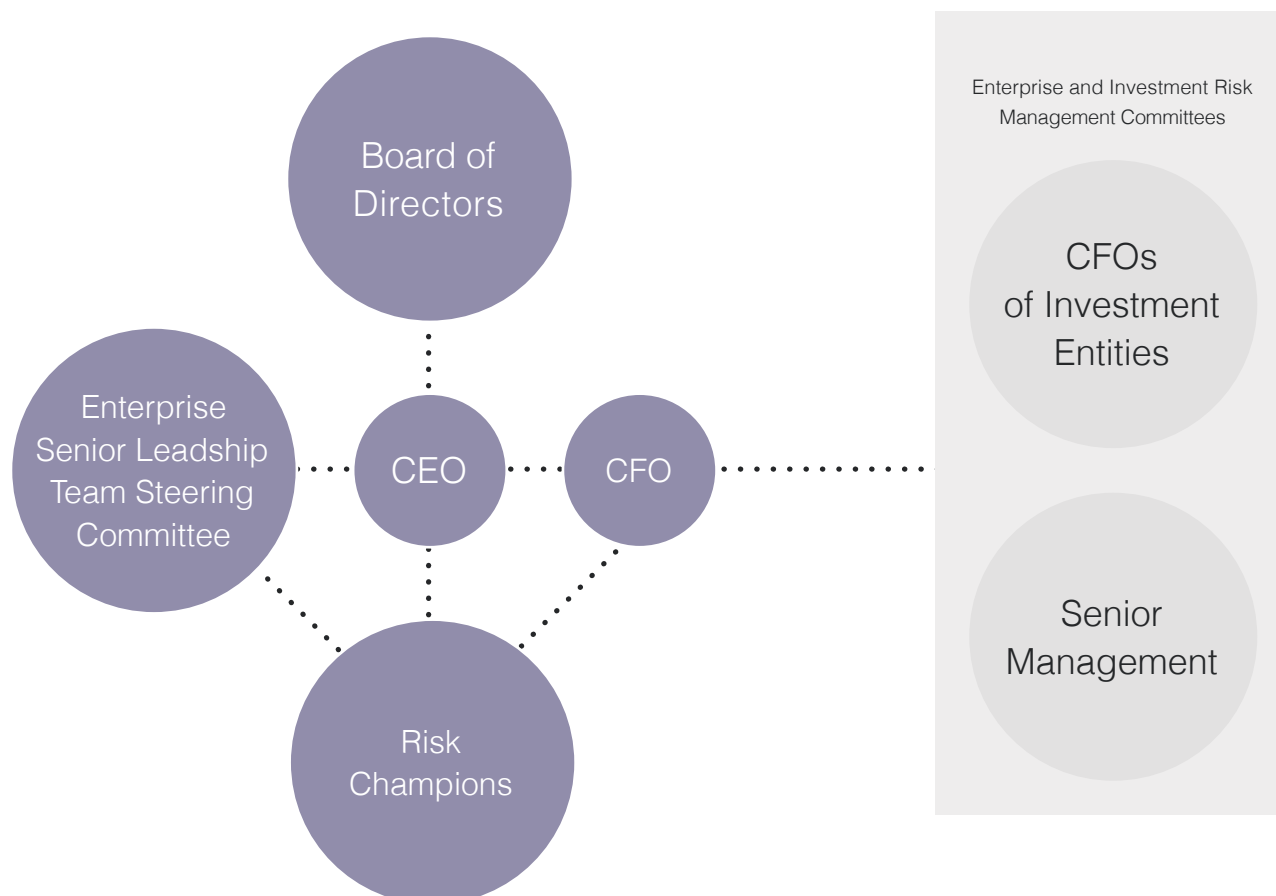 Board of
Directors
Enterprise
Senior Leadship
Team Steering
Committee
CEO
CFO
Risk
Champions
Enterprise and Investment Risk
Management Committees
CFOs
of Investment
Entities
Senior
Management